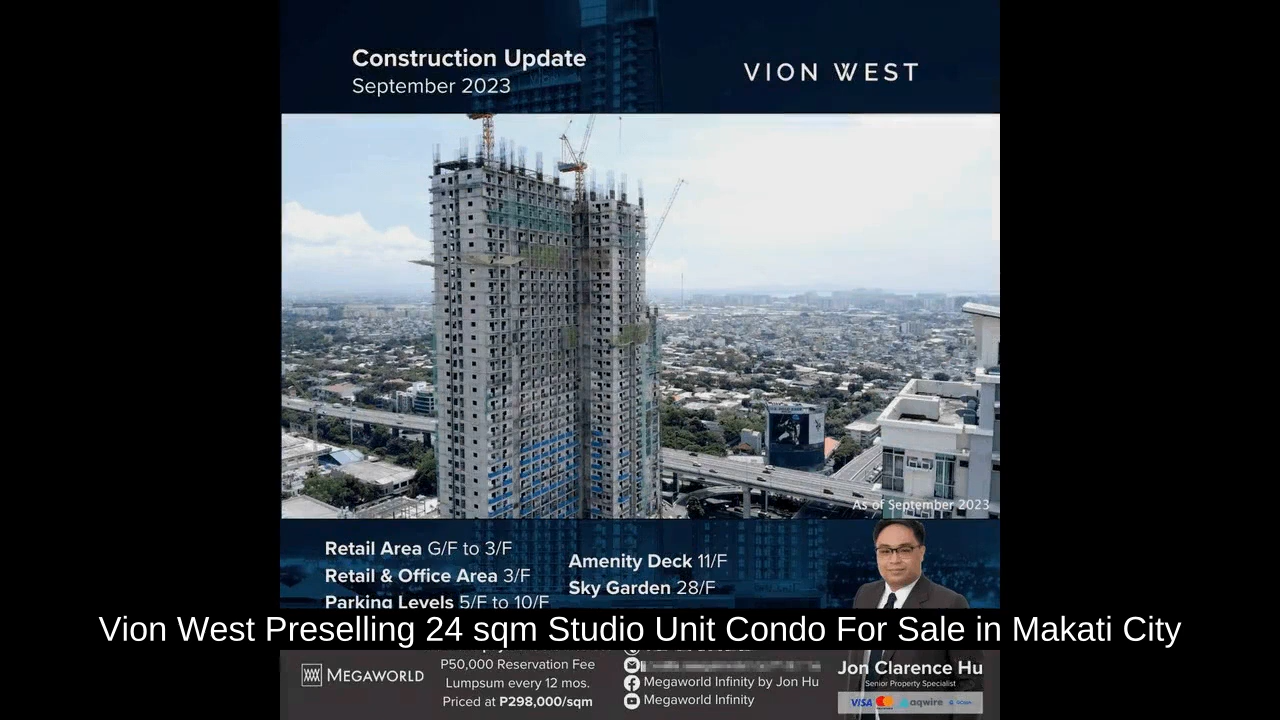 Construction Update
September 2023
VION WEST
As of September 2023
Retail Area G/F to 3/F
Retail & Office Area 3/F
Parking Levels 5/F to 10/F
Amenity Deck 11/F
Sky Garden 28/F
Vion West Preselling 24 sqm Studio Unit Condo For Sale in Makati City
MEGAWORLD
P50,000 Reservation Fee
Lumpsum every 12 mos.
Priced at P298,000/sqm
Megaworld Infinity by Jon Hu
Megaworld Infinity
Jon Clarence Hu
Senior Property Specialist
VISA aqwire